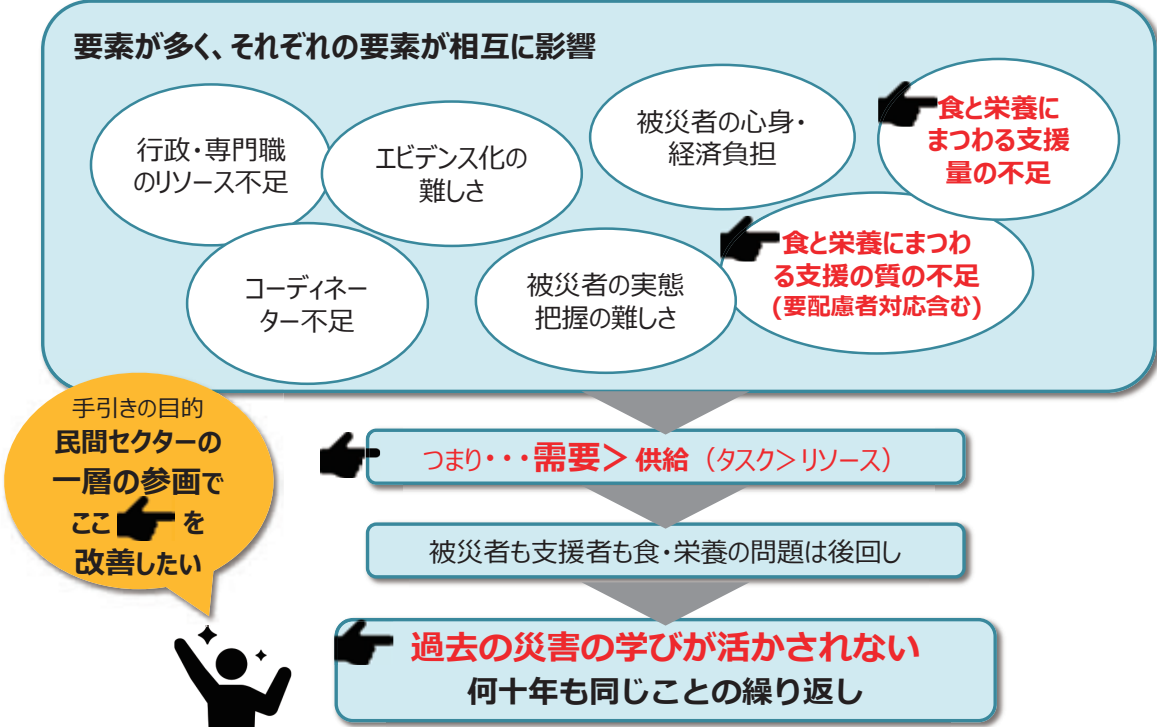 要素が多く、それぞれの要素が相互に影響
行政・専門職
のリソース不足
エビデンス化の
難しさ
被災者の心身・
経済負担
食と栄養に
まつわる支援
量の不足
コーディネー
ター不足
被災者の実態
把握の難しさ
食と栄養にまつわ
る支援の質の不足
(要配慮者対応含む)
手引きの目的
民間セクターの
一層の参画で
ここ を
改善したい
つまり・・・需要＞供給（タスク＞リソース）
被災者も支援者も食・栄養の問題は後回し
過去の災害の学びが活かされない
何十年も同じことの繰り返し